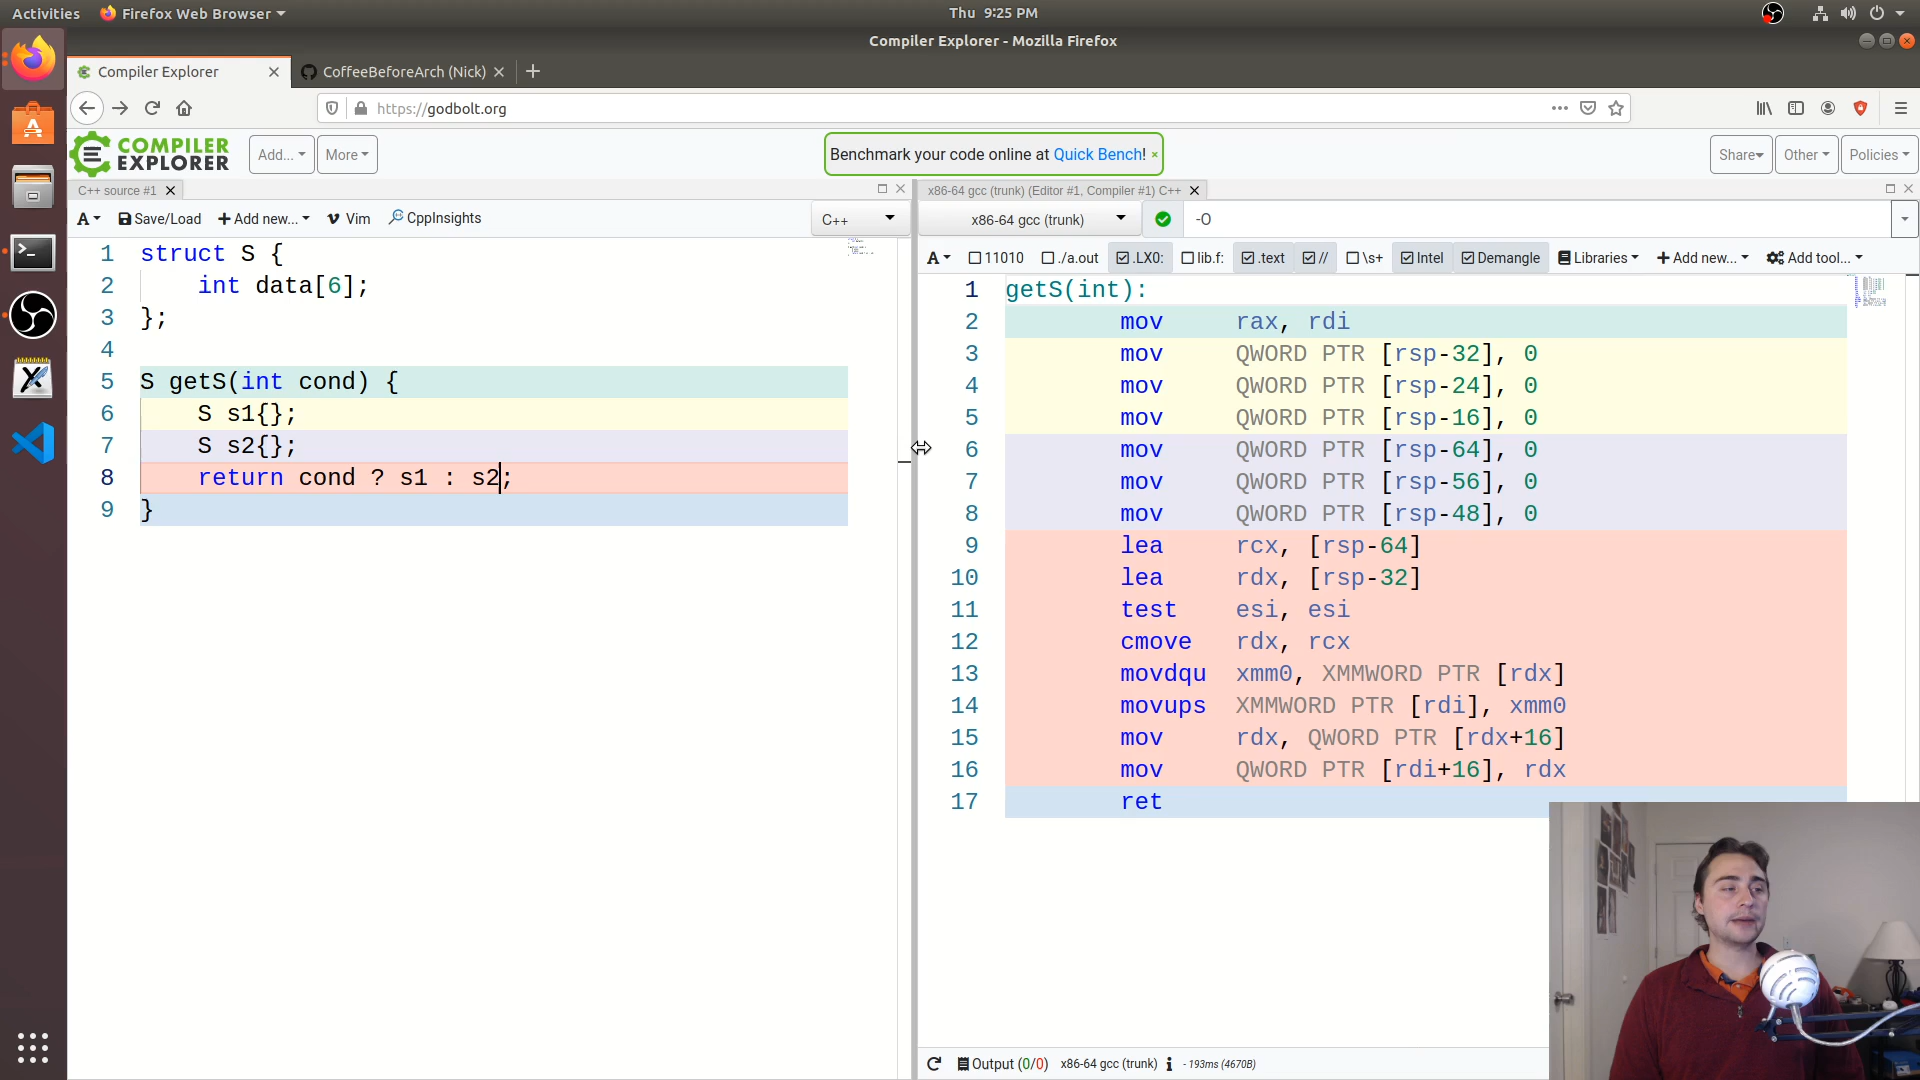 Activities Firefox Web Browser Thu 9:25 PM
Compiler Explorer - Mozilla Firefox
Compiler Explorer CoffeeBeforeArch (Nick)
https://godbolt.org
COMPILER EXPLORER Add... More Benchmark your code online at Quick Bench! × Share Other Policies
C++ source #1
A Save/Load Add new... Vim CppInsights C++
1 struct S {
2 int data[6];
3 };
4
5 S getS(int cond) {
6 S s1{};
7 S s2{};
8 return cond ? s1 : s2;
9 }
x86-64 gcc (trunk) (Editor #1, Compiler #1) C++
x86-64 gcc (trunk) -O
A 11010 ./a.out .LX0: lib.f: .text // \s+ Intel Demangle Libraries Add new... Add tool...
1 getS(int):
2 mov rax, rdi
3 mov QWORD PTR [rsp-32], 0
4 mov QWORD PTR [rsp-24], 0
5 mov QWORD PTR [rsp-16], 0
6 mov QWORD PTR [rsp-64], 0
7 mov QWORD PTR [rsp-56], 0
8 mov QWORD PTR [rsp-48], 0
9 lea rcx, [rsp-64]
10 lea rdx, [rsp-32]
11 test esi, esi
12 cmove rdx, rcx
13 movdqu xmm0, XMMWORD PTR [rdx]
14 movups XMMWORD PTR [rdi], xmm0
15 mov rdx, QWORD PTR [rdx+16]
16 mov QWORD PTR [rdi+16], rdx
17 ret
Output (0/0) x86-64 gcc (trunk) i - 193ms (4670B)